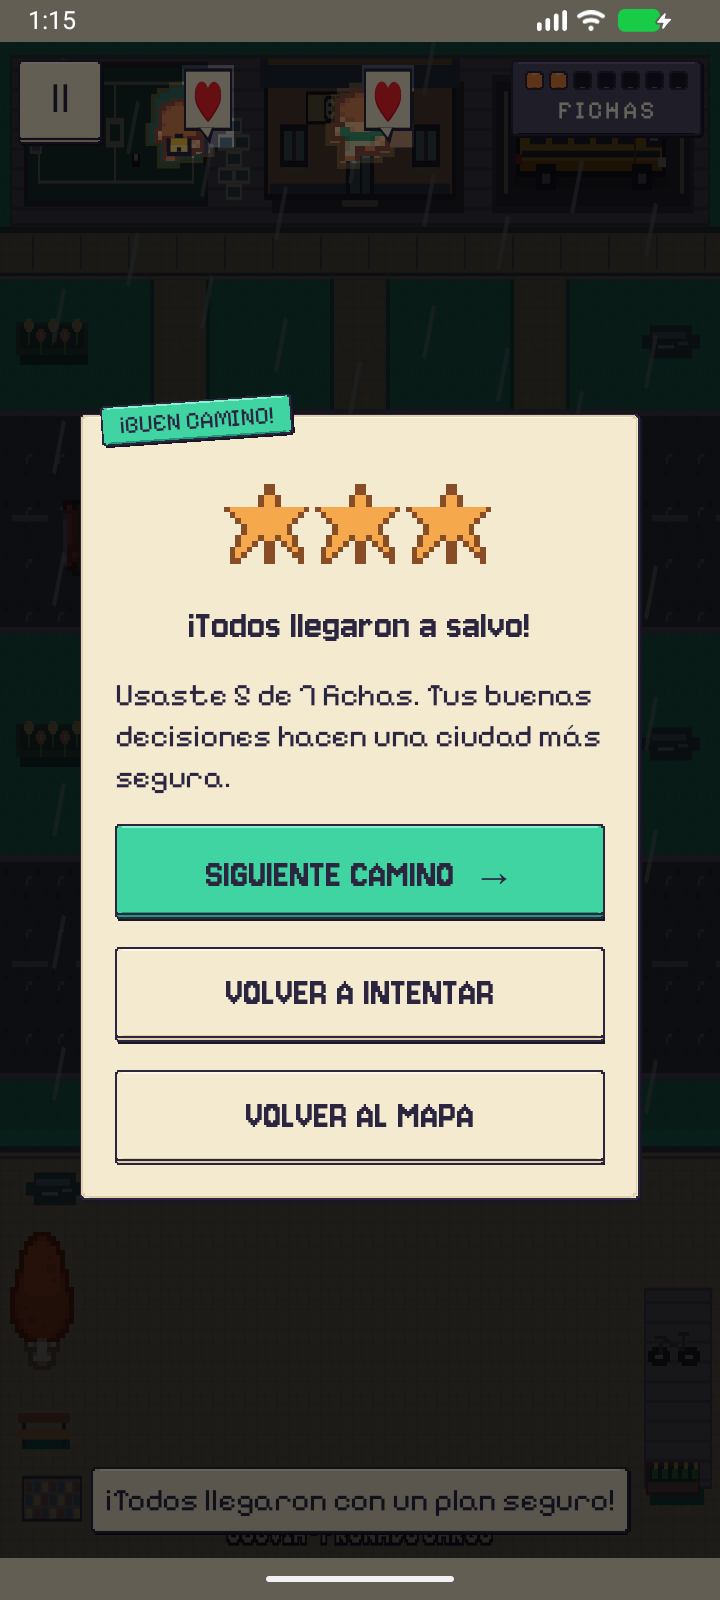 1:15
FICHAS
¡BUEN CAMINO!
¡Todos llegaron a salvo!
Usaste de 7 fichas. Tus buenas
decisiones hacen una ciudad más
segura.
SIGUIENTE CAMINO →
VOLVER A INTENTAR
VOLVER AL MAPA
¡Todos llegaron con un plan seguro!